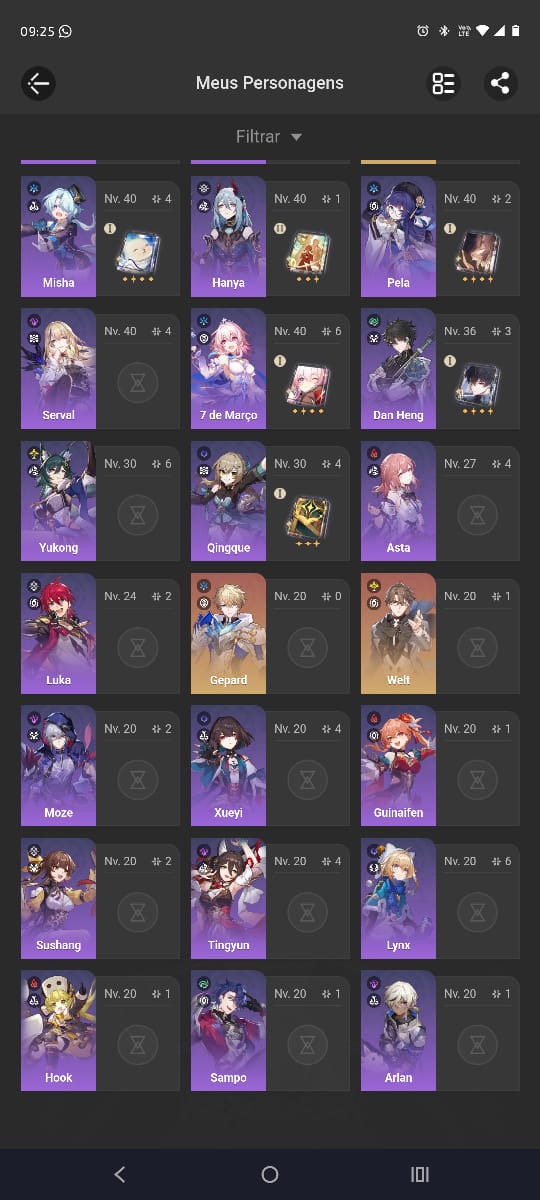 09:25
VoLTE
Meus Personagens
Filtrar
Nv. 40 4 Nv. 40 1 Nv. 40 2
I II I
Misha Hanya Pela
Nv. 40 4 Nv. 40 6 Nv. 36 3
I I
Serval 7 de Março Dan Heng
Nv. 30 6 Nv. 30 4 Nv. 27 4
I
Yukong Qingque Asta
Nv. 24 2 Nv. 20 0 Nv. 20 1
Luka Gepard Welt
Nv. 20 2 Nv. 20 4 Nv. 20 1
Moze Xueyi Guinaifen
Nv. 20 2 Nv. 20 4 Nv. 20 6
Sushang Tingyun Lynx
Nv. 20 1 Nv. 20 1 Nv. 20 1
Hook Sampo Arlan